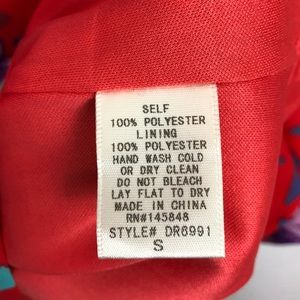 SELF
100% POLYESTER
LINING
100% POLYESTER
HAND WASH COLD
OR DRY CLEAN
DO NOT BLEACH
LAY FLAT TO DRY
MADE IN CHINA
RN#145848
STYLE# DR6991
S